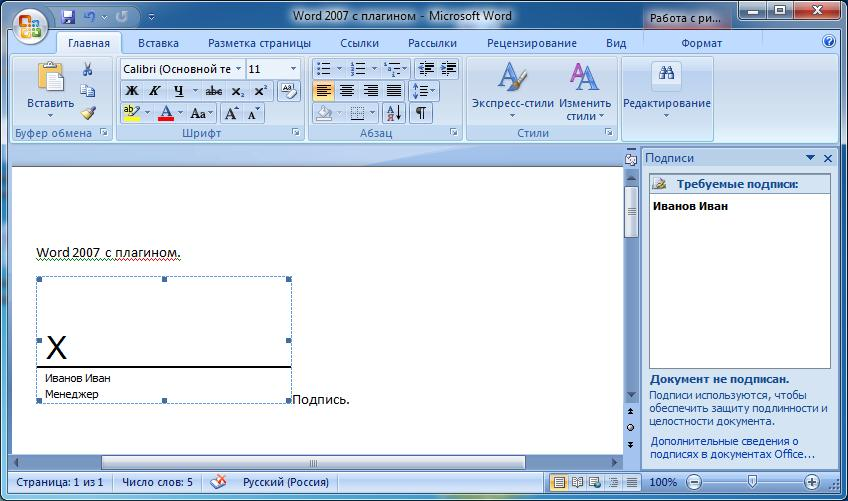 Word 2007 с плагином - Microsoft Word
Работа с ри...
Главная
Вставка
Разметка страницы
Ссылки
Рассылки
Рецензирование
Вид
Формат
Вставить
Буфер обмена
Calibri (Основной те
11
Ж К Ч abc x₂ x²
Aa
Шрифт
Абзац
Экспресс-стили
Изменить стили
Стили
Редактирование
Подписи
Требуемые подписи:
Иванов Иван
Word 2007 с плагином.
X
Иванов Иван
Менеджер
Подпись.
Документ не подписан.
Подписи используются, чтобы
обеспечить защиту подлинности и
целостности документа.
Дополнительные сведения о
подписях в документах Office...
Страница: 1 из 1
Число слов: 5
Русский (Россия)
100%